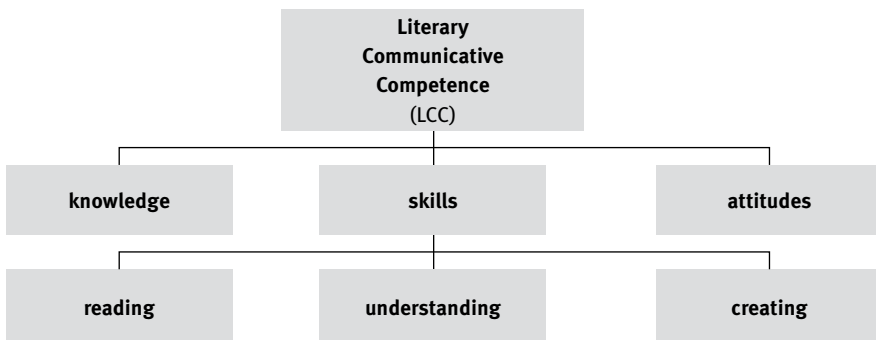 Literary
Communicative
Competence
(LCC)
knowledge
skills
attitudes
reading
understanding
creating